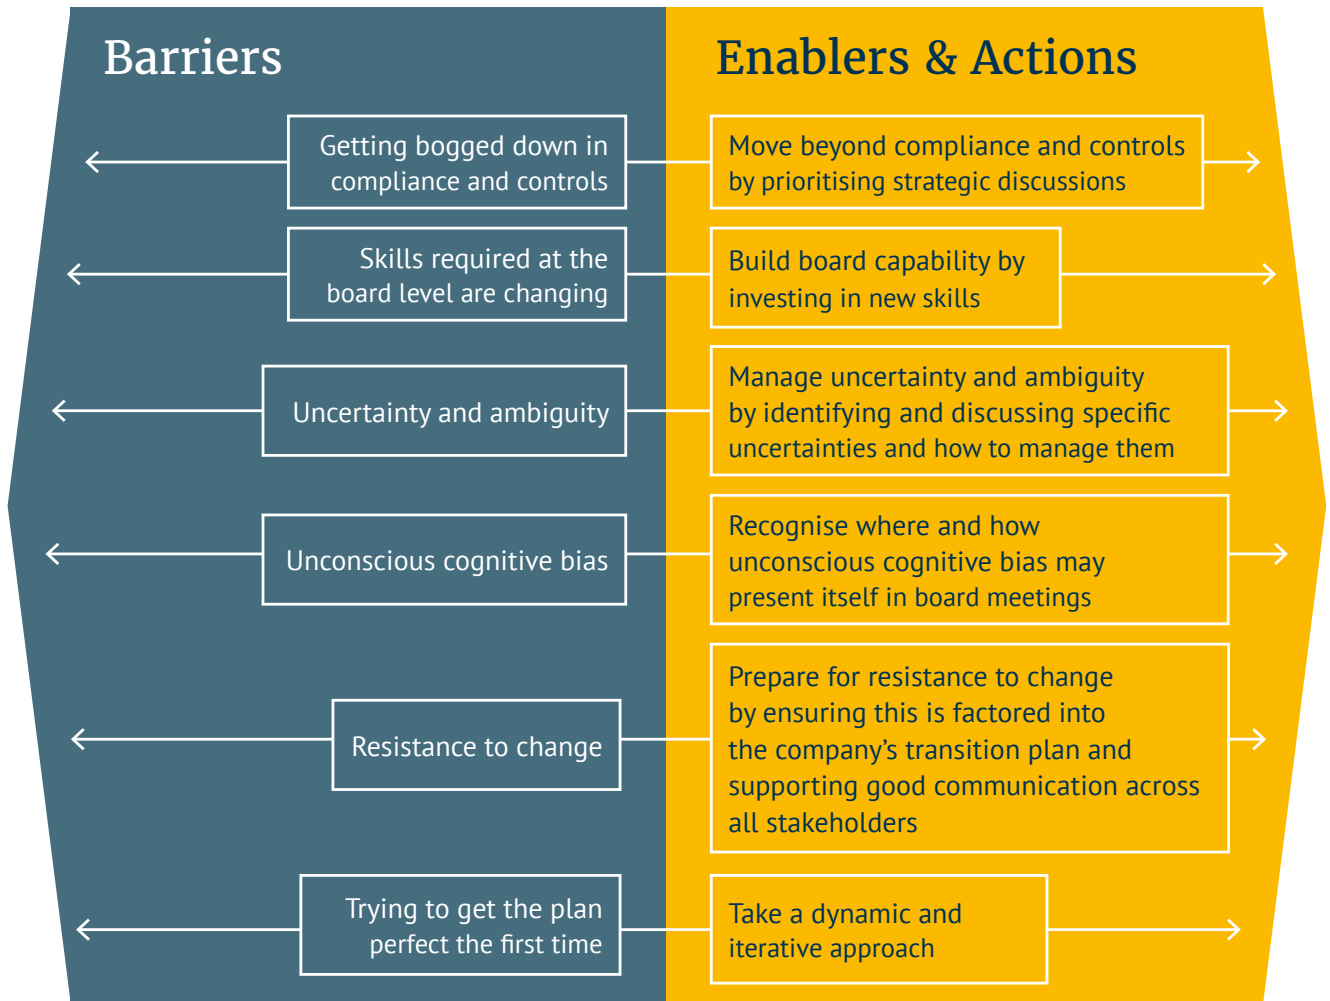 Barriers
Enablers & Actions
Getting bogged down in
compliance and controls
Move beyond compliance and controls
by prioritising strategic discussions
Skills required at the
board level are changing
Build board capability by
investing in new skills
Uncertainty and ambiguity
Manage uncertainty and ambiguity
by identifying and discussing specific
uncertainties and how to manage them
Unconscious cognitive bias
Recognise where and how
unconscious cognitive bias may
present itself in board meetings
Resistance to change
Prepare for resistance to change
by ensuring this is factored into
the company’s transition plan and
supporting good communication across
all stakeholders
Trying to get the plan
perfect the first time
Take a dynamic and
iterative approach